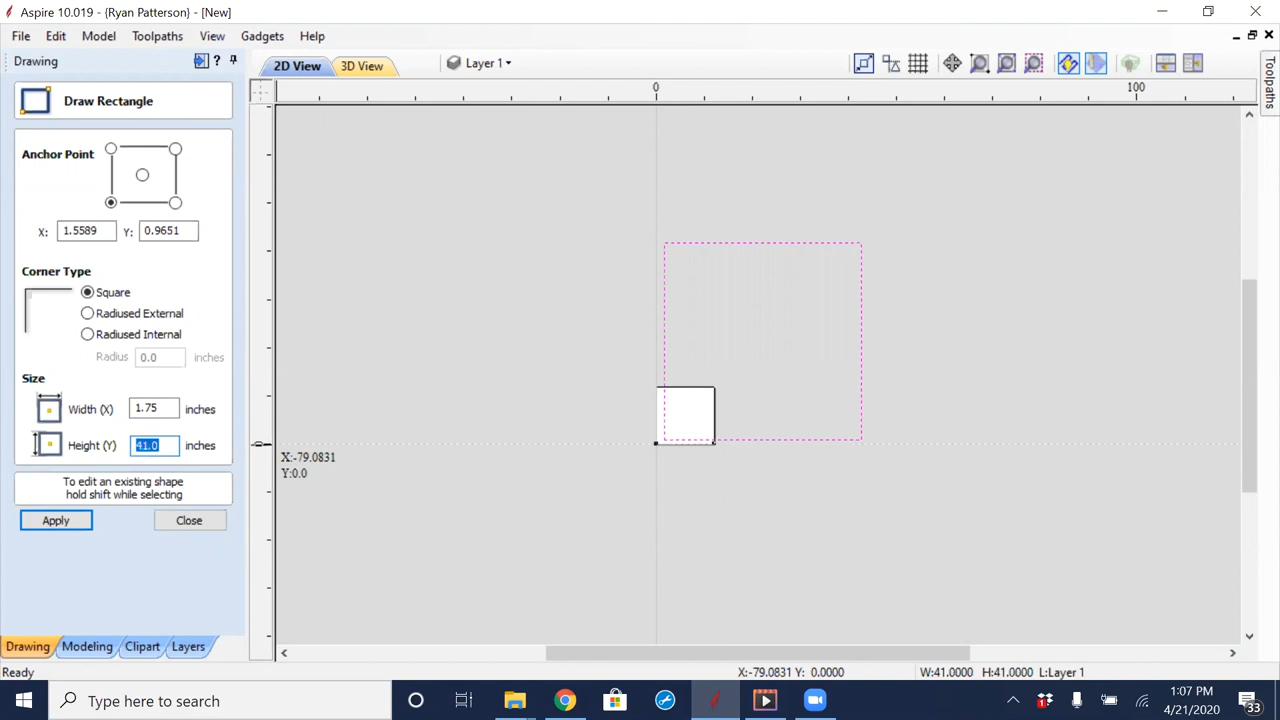 Aspire 10.019 - {Ryan Patterson} - [New]
File Edit Model Toolpaths View Gadgets Help
Drawing ?
2D View 3D View Layer 1
Toolpaths
Draw Rectangle
0 100
Anchor Point
X: 1.5589 Y: 0.9651
Corner Type
Square
Radiused External
Radiused Internal
Radius 0.0 inches
Size
Width (X) 1.75 inches
Height (Y) 41.0 inches
0
X:-79.0831
Y:0.0
To edit an existing shape
hold shift while selecting
Apply Close
Drawing Modeling Clipart Layers
Ready X:-79.0831 Y: 0.0000 W:41.0000 H:41.0000 L:Layer 1
Type here to search
1:07 PM
4/21/2020
33